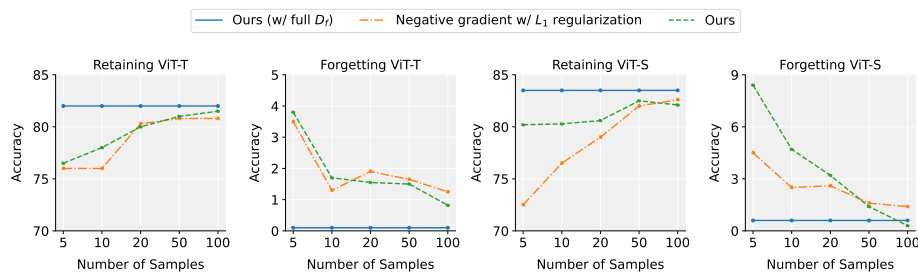 Ours (w/ full D_f) Negative gradient w/ L_1 regularization Ours
Retaining ViT-T Forgetting ViT-T Retaining ViT-S Forgetting ViT-S
85 5 85 9
80 4 80 6
75 3 75 3
70 2 70 0
1
0
Accuracy Accuracy Accuracy Accuracy
5 10 20 50 100 5 10 20 50 100 5 10 20 50 100 5 10 20 50 100
Number of Samples Number of Samples Number of Samples Number of Samples